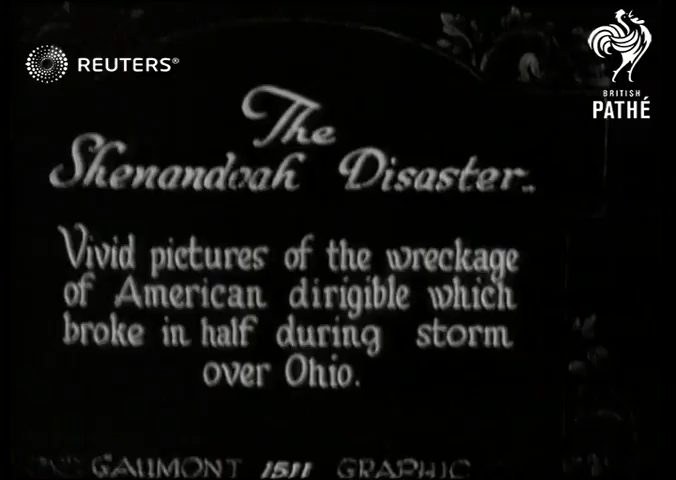 REUTERS®
BRITISH
PATHÉ
The
Shenandoah Disaster..
Vivid pictures of the wreckage
of American dirigible which
broke in half during storm
over Ohio.
GAUMONT 1511 GRAPHIC